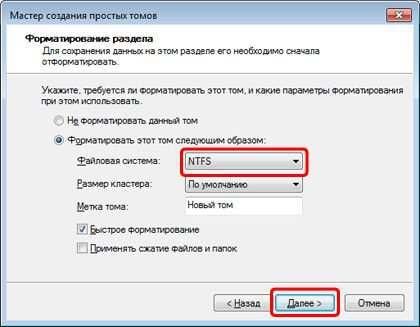 Мастер создания простых томов
Форматирование раздела
Для сохранения данных на этом разделе его необходимо сначала
отформатировать.
Укажите, требуется ли форматировать этот том, и какие параметры форматирования
при этом использовать.
Не форматировать данный том
Форматировать этот том следующим образом:
Файловая система: NTFS
Размер кластера: По умолчанию
Метка тома: Новый том
Быстрое форматирование
Применять сжатие файлов и папок
< Назад Далее > Отмена